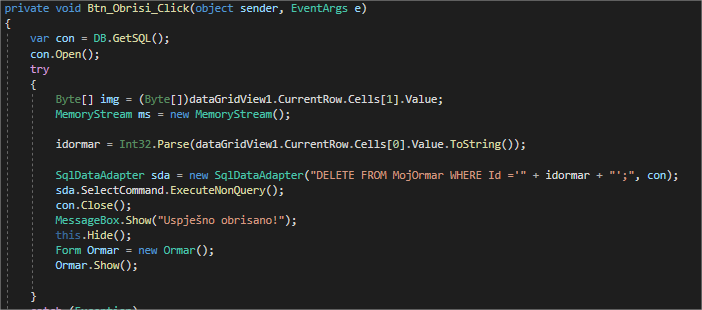 private void Btn_Obrisi_Click(object sender, EventArgs e)
{
var con = DB.GetSQL();
con.Open();
try
{
Byte[] img = (Byte[])dataGridView1.CurrentRow.Cells[1].Value;
MemoryStream ms = new MemoryStream();
idormar = Int32.Parse(dataGridView1.CurrentRow.Cells[0].Value.ToString());
SqlDataAdapter sda = new SqlDataAdapter("DELETE FROM MojOrmar WHERE Id ='" + idormar + "';", con);
sda.SelectCommand.ExecuteNonQuery();
con.Close();
MessageBox.Show("Uspješno obrisano!");
this.Hide();
Form Ormar = new Ormar();
Ormar.Show();
}
catch (Exception)